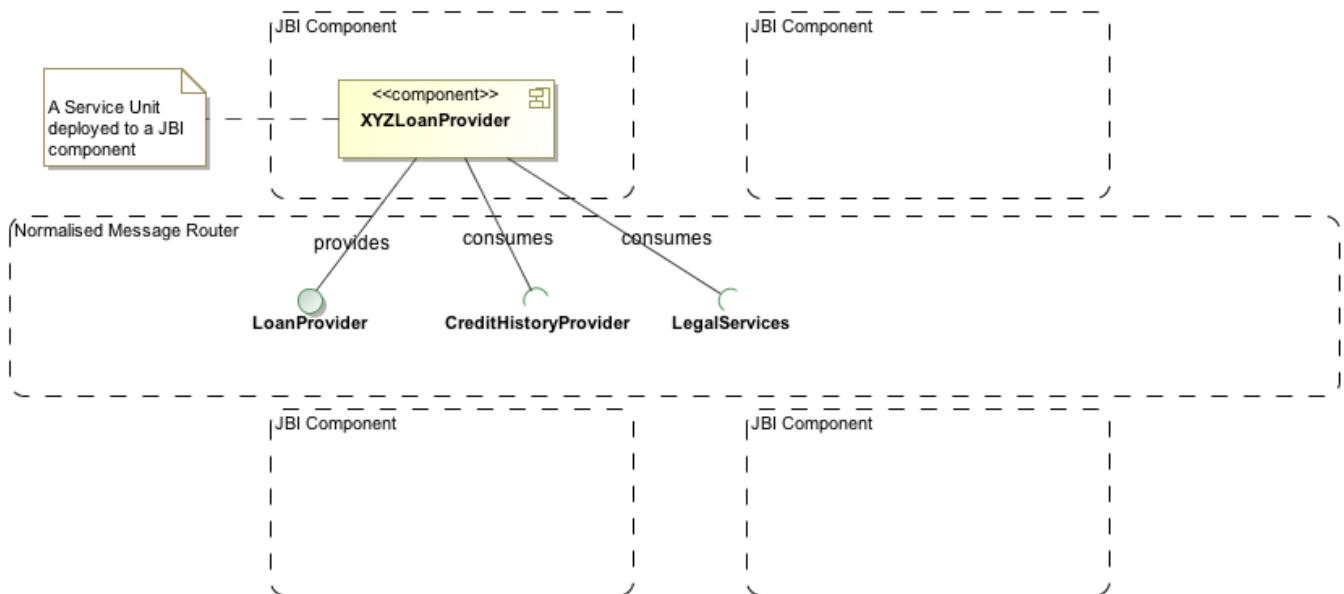 JBI Component
JBI Component
A Service Unit
deployed to a JBI
component
<<component>>
XYZLoanProvider
Normalised Message Router
provides
consumes
consumes
LoanProvider
CreditHistoryProvider
LegalServices
JBI Component
JBI Component